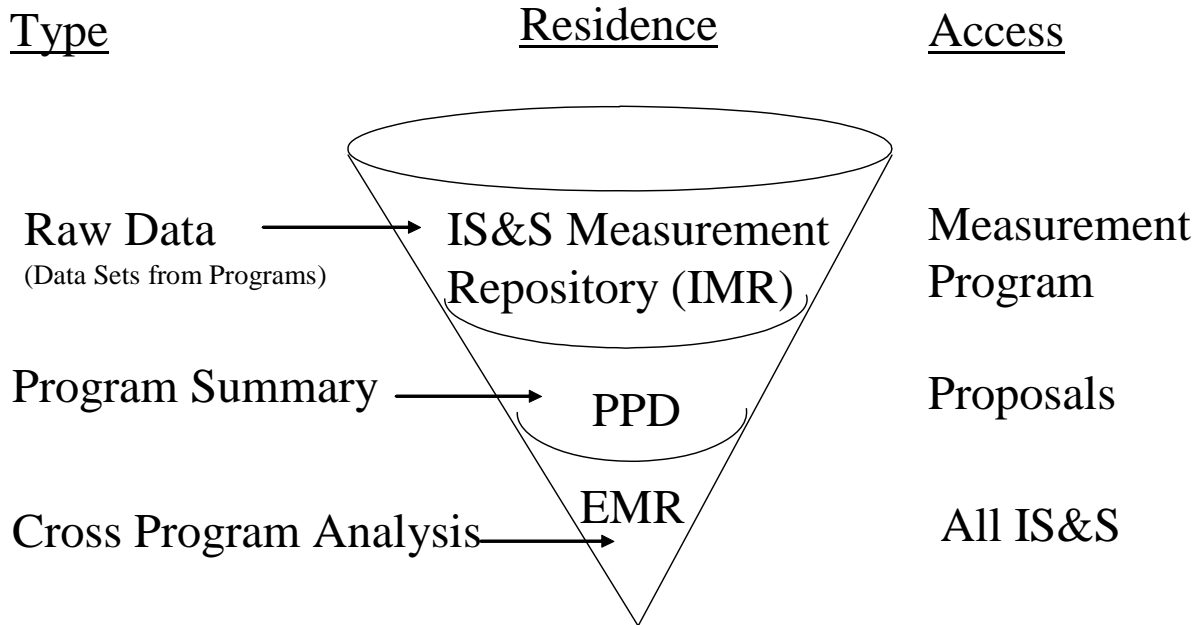 Type
Residence
Access
Raw Data
(Data Sets from Programs)
IS&S Measurement
Repository (IMR)
Measurement
Program
Program Summary
PPD
Proposals
Cross Program Analysis
EMR
All IS&S